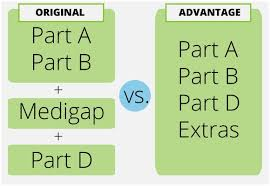 ORIGINAL
Part A
Part B
+
Medigap
+
Part D
VS.
ADVANTAGE
Part A
Part B
Part D
Extras